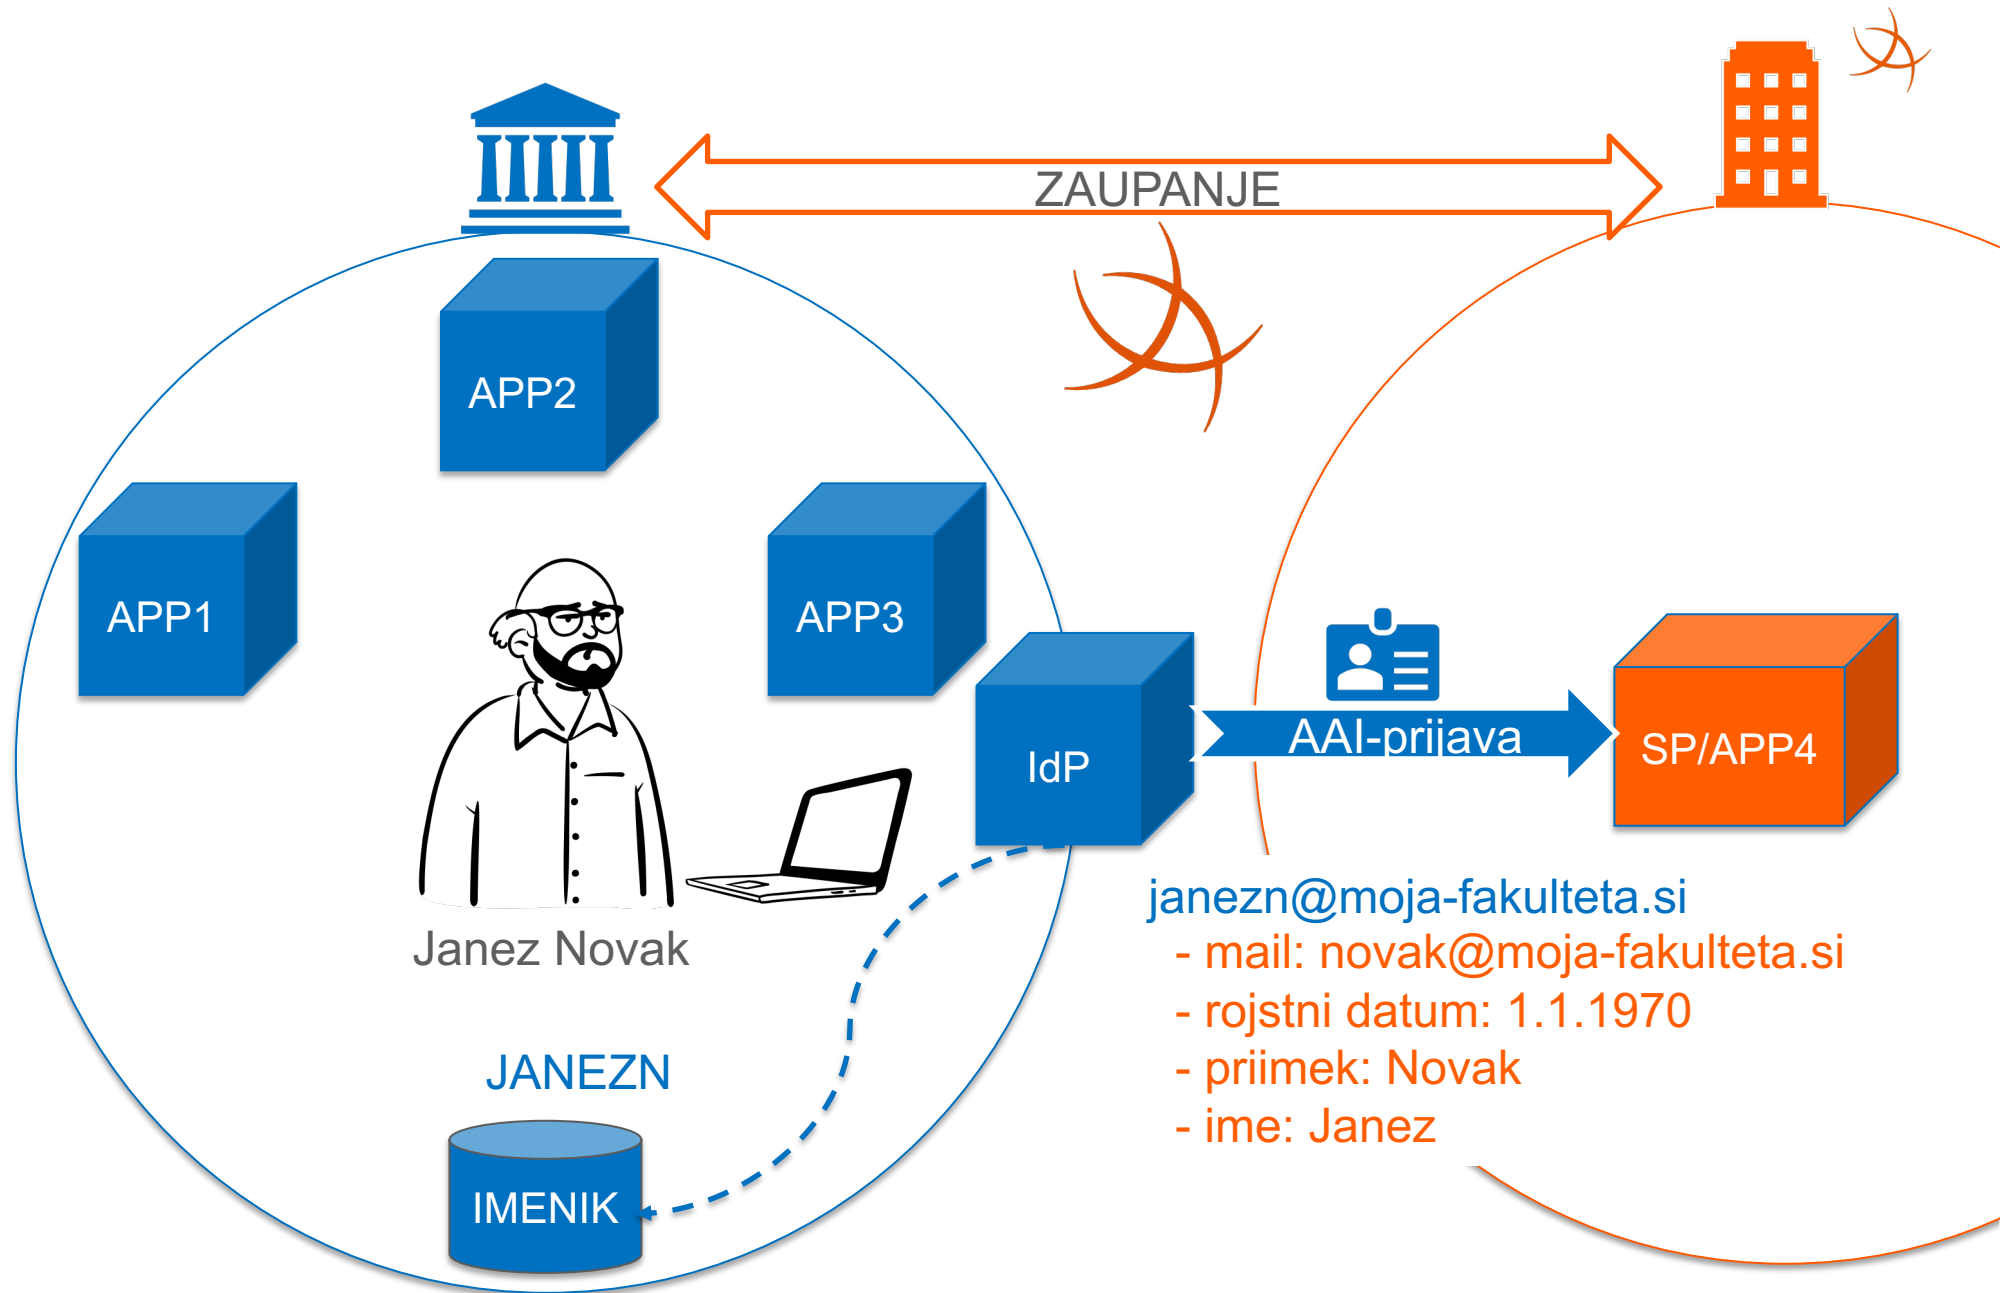 ZAUPANJE
APP2
APP1
APP3
IdP
AAI-prijava
SP/APP4
Janez Novak
janezn@moja-fakulteta.si
- mail: novak@moja-fakulteta.si
- rojstni datum: 1.1.1970
- priimek: Novak
- ime: Janez
JANEZN
IMENIK